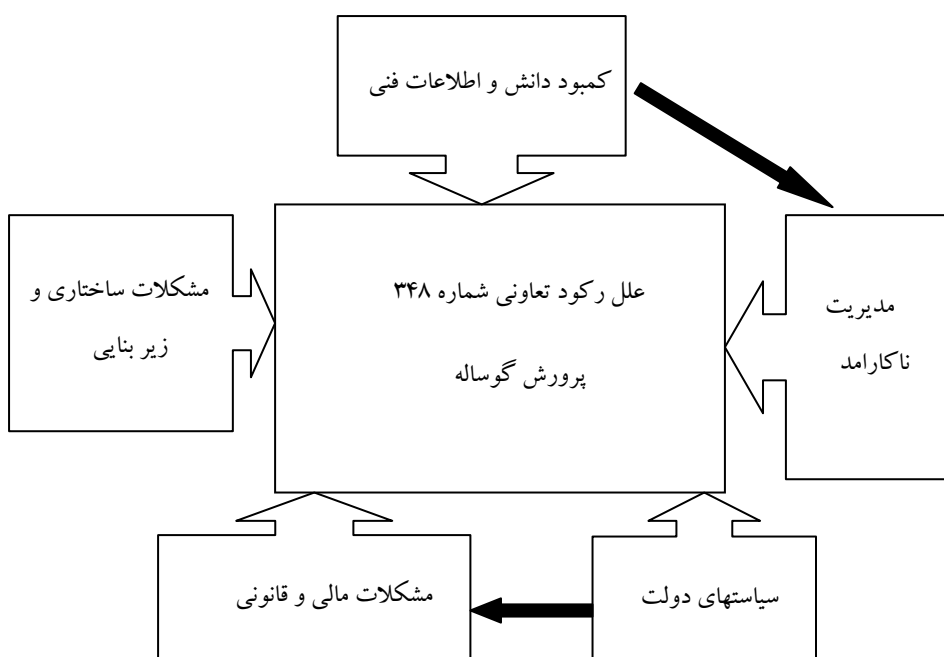 کمبود دانش و اطلاعات فنی
علل رکود تعاونی شماره ۳۴۸
پرورش گوساله
مدیریت
ناکارامد
مشکلات ساختاری و
زیر بنایی
سیاستهای دولت
مشکلات مالی و قانونی